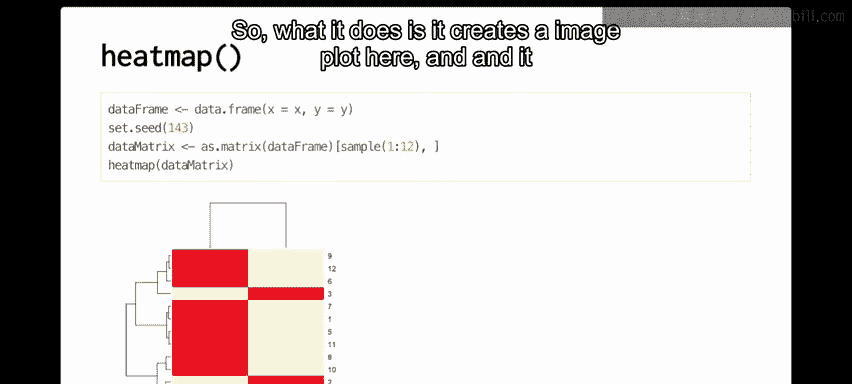 So, what it does is it creates a image
plot here, and and it
heatmap()
dataFrame <- data.frame(x = x, y = y)
set.seed(143)
dataMatrix <- as.matrix(dataFrame)[sample(1:12), ]
heatmap(dataMatrix)
9
12
6
3
7
1
5
11
8
10
2